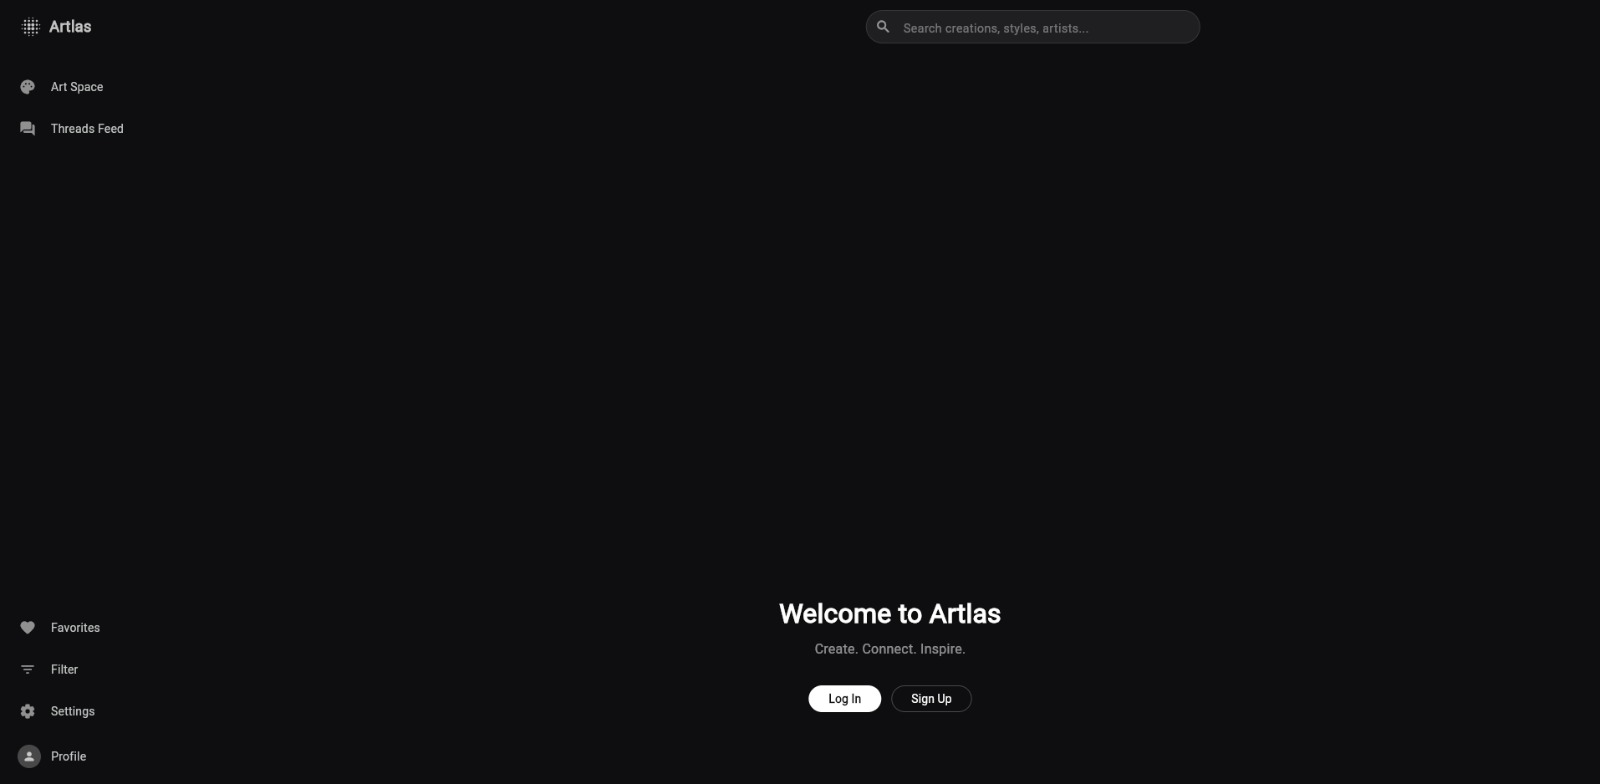 Artlas
Search creations, styles, artists...
Art Space
Threads Feed
Welcome to Artlas
Create. Connect. Inspire.
Log In
Sign Up
Favorites
Filter
Settings
Profile